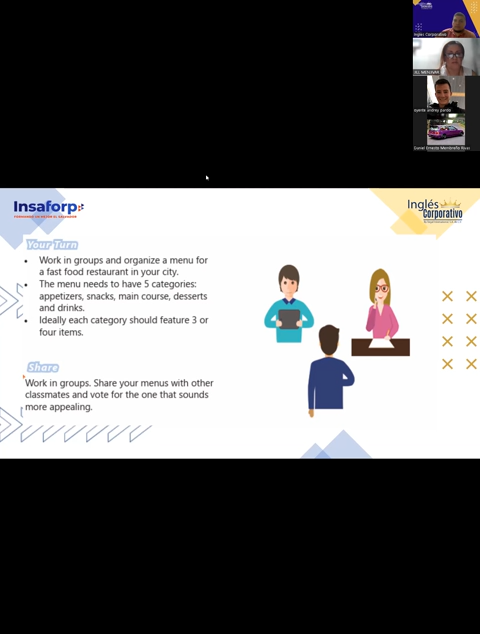 Inglés Corporativo
Insaforp
Inglés
Corporativo
Your Turn
• Work in groups and organize a menu for
a fast food restaurant in your city.
• The menu needs to have 5 categories:
appetizers, snacks, main course, desserts
and drinks.
• Ideally each category should feature 3 or
four items.
Share
Work in groups. Share your menus with other
classmates and vote for the one that sounds
more appealing.